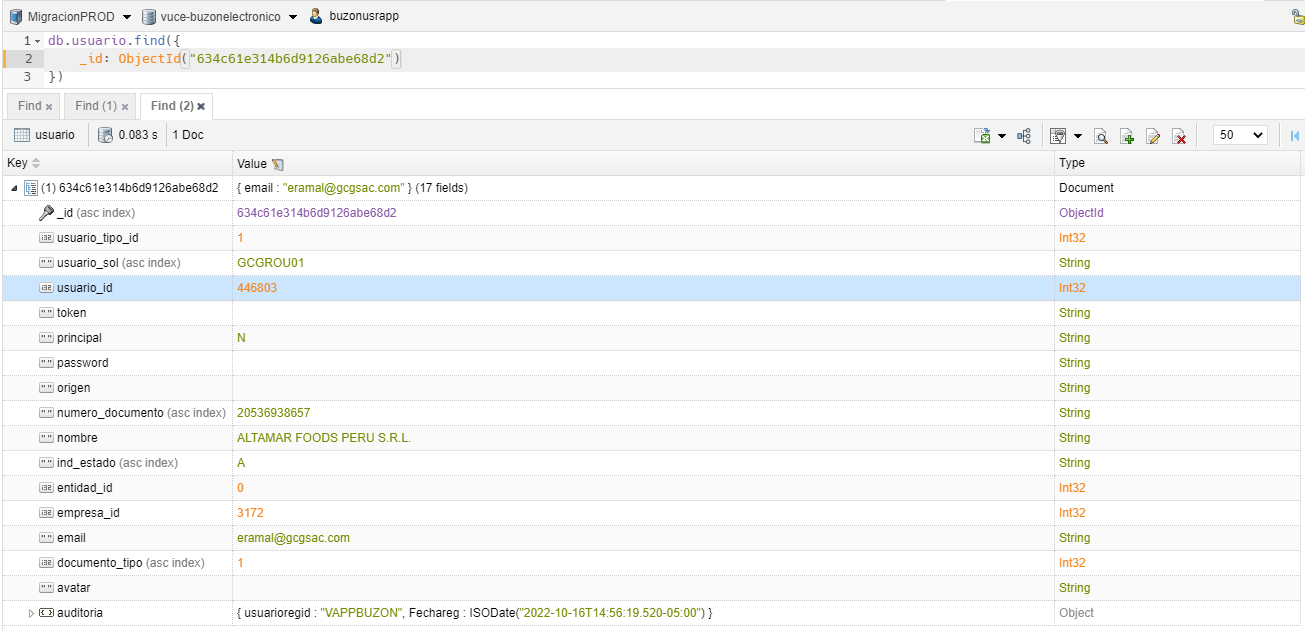 MigracionPROD vuce-buzonelectronico buzonusrapp
1 db.usuario.find({
2 _id: ObjectId("634c61e314b6d9126abe68d2")
3 })
Find × Find (1) × Find (2) ×
usuario 0.083 s 1 Doc 50
Key Value Type
(1) 634c61e314b6d9126abe68d2 { email : "eramal@gcgsac.com" } (17 fields) Document
_id (asc index) 634c61e314b6d9126abe68d2 ObjectId
usuario_tipo_id 1 Int32
usuario_sol (asc index) GCGROU01 String
usuario_id 446803 Int32
token String
principal N String
password String
origen String
numero_documento (asc index) 20536938657 String
nombre ALTAMAR FOODS PERU S.R.L. String
ind_estado (asc index) A String
entidad_id 0 Int32
empresa_id 3172 Int32
email eramal@gcgsac.com String
documento_tipo (asc index) 1 Int32
avatar String
auditoria { usuarioregid : "VAPPBUZON", Fechareg : ISODate("2022-10-16T14:56:19.520-05:00") } Object